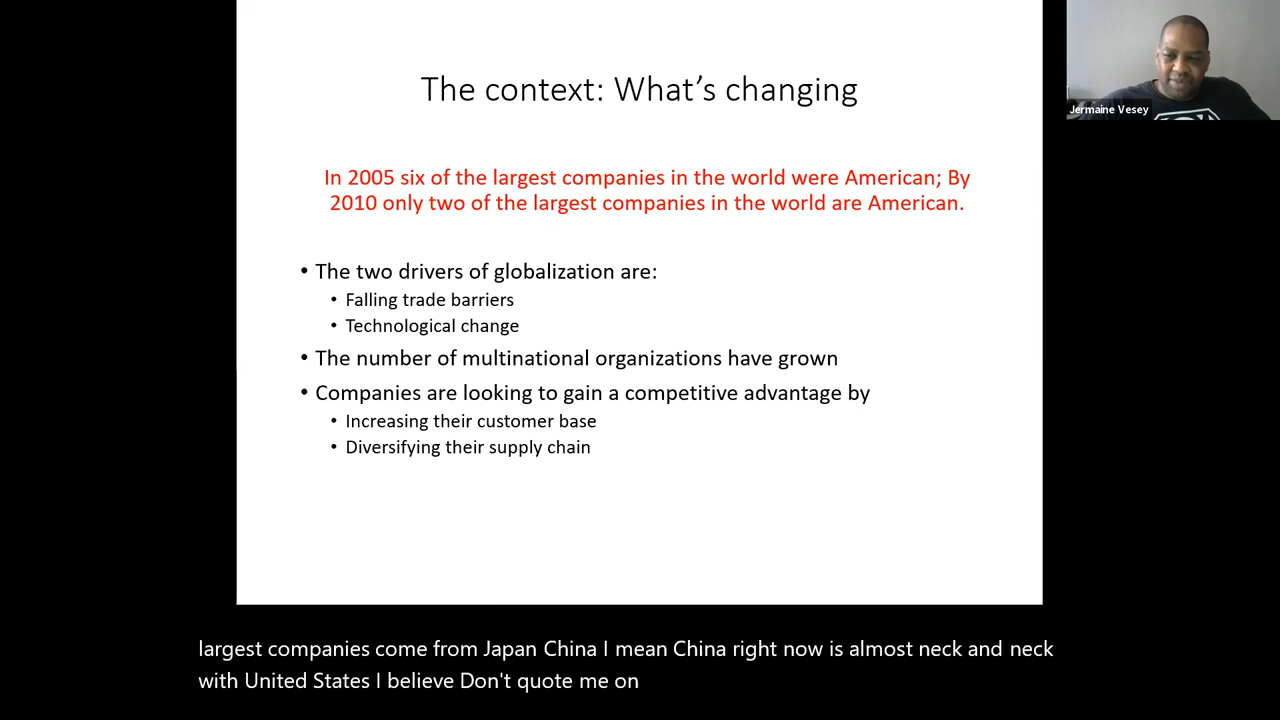 The context: What's changing
In 2005 six of the largest companies in the world were American; By
2010 only two of the largest companies in the world are American.
• The two drivers of globalization are:
• Falling trade barriers
• Technological change
• The number of multinational organizations have grown
• Companies are looking to gain a competitive advantage by
• Increasing their customer base
• Diversifying their supply chain
Jermaine Vesey
largest companies come from Japan China I mean China right now is almost neck and neck
with United States I believe Don't quote me on